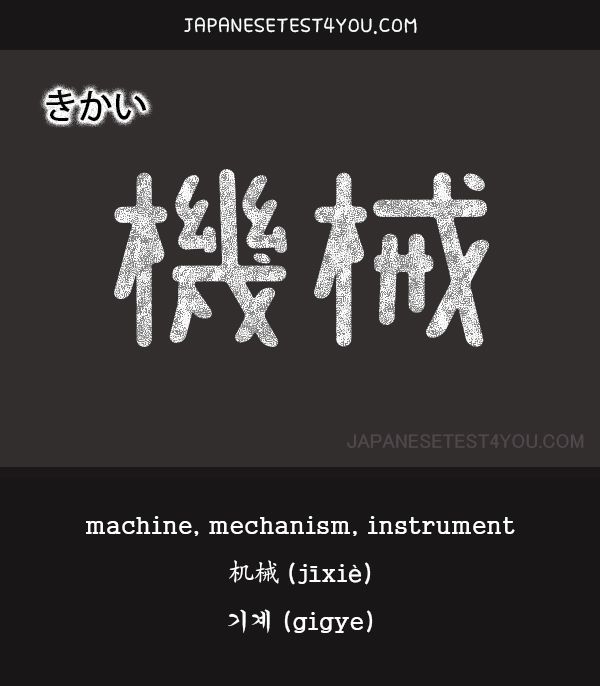 JAPANESETEST4YOU.COM
きかい
機械
JAPANESETEST4YOU.COM
machine, mechanism, instrument
机械 (jīxiè)
기계 (gigye)